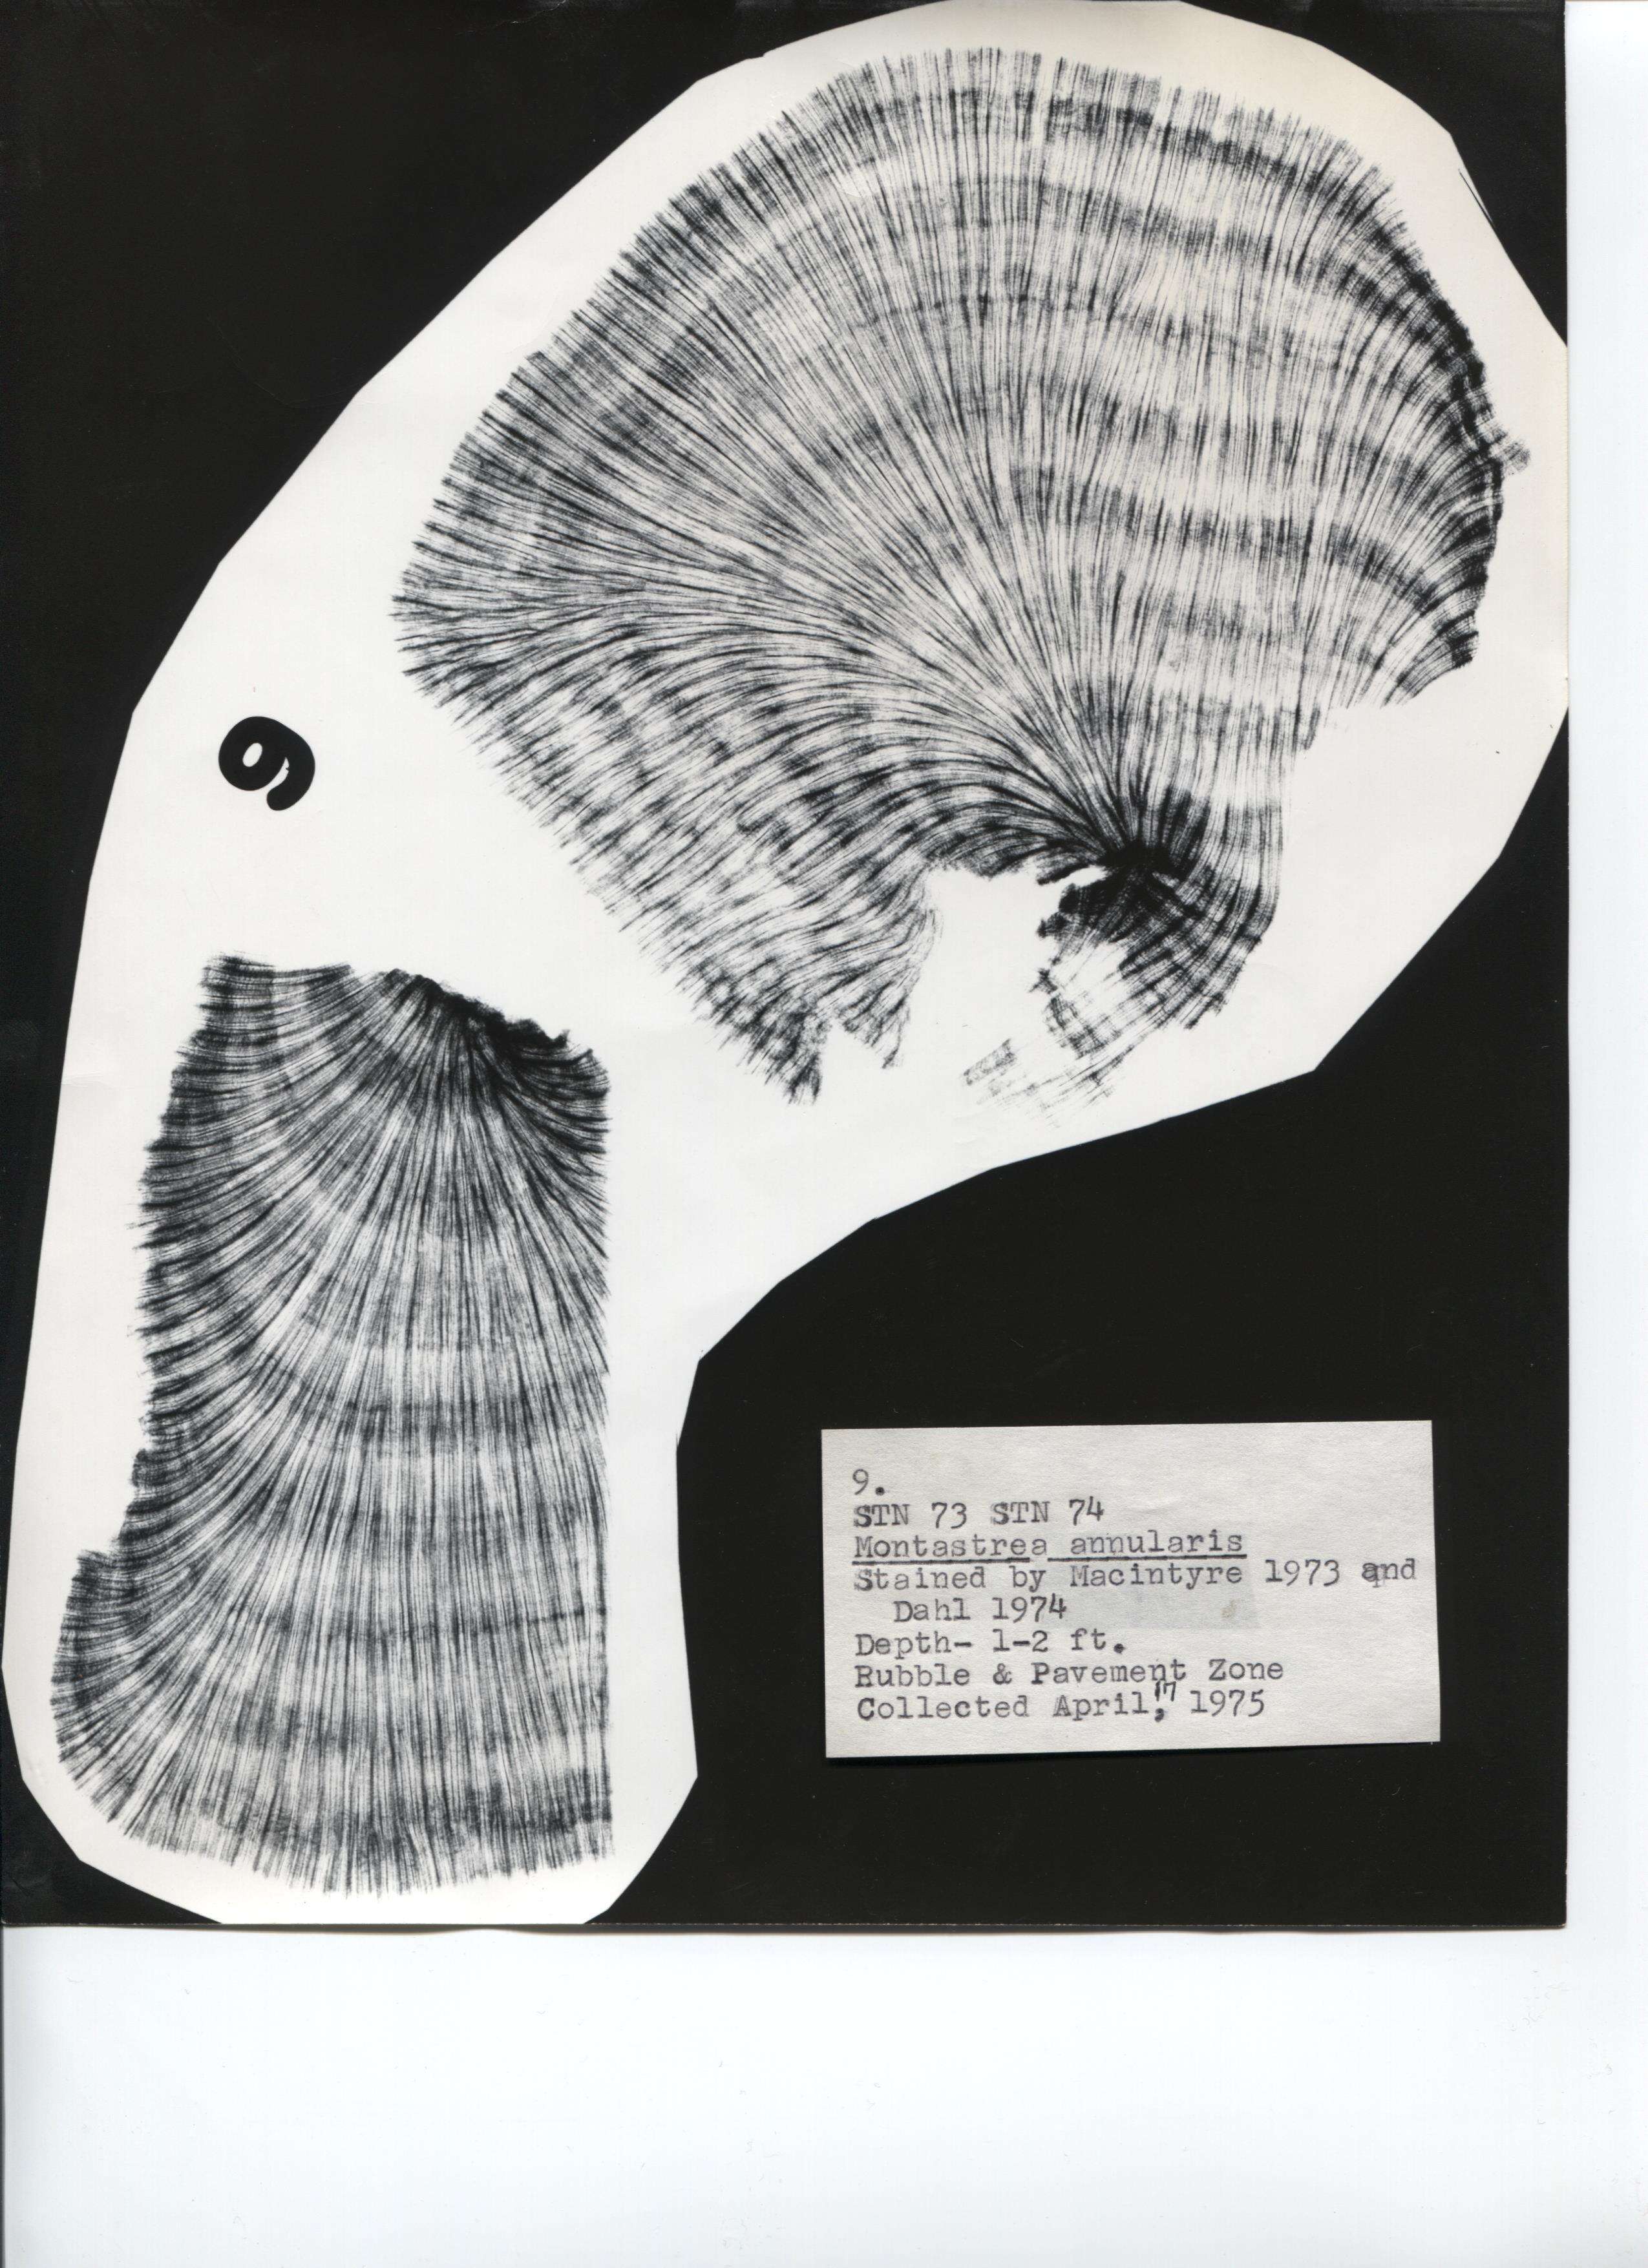 9
9.
STN 73 STN 74
Montastrea annularis
Stained by Macintyre 1973 and
Dahl 1974
Depth- 1-2 ft.
Rubble & Pavement Zone
Collected April, 17 1975